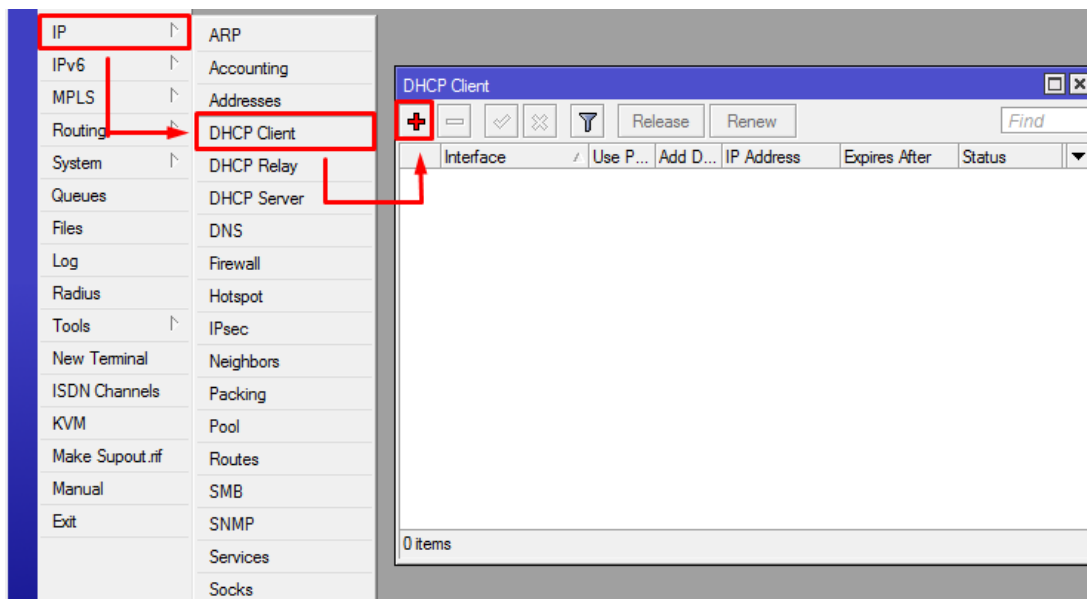 IP
IPv6
MPLS
Routing
System
Queues
Files
Log
Radius
Tools
New Terminal
ISDN Channels
KVM
Make Supout.rif
Manual
Exit
ARP
Accounting
Addresses
DHCP Client
DHCP Relay
DHCP Server
DNS
Firewall
Hotspot
IPsec
Neighbors
Packing
Pool
Routes
SMB
SNMP
Services
Socks
DHCP Client
Release Renew Find
Interface Use P... Add D... IP Address Expires After Status
0 items